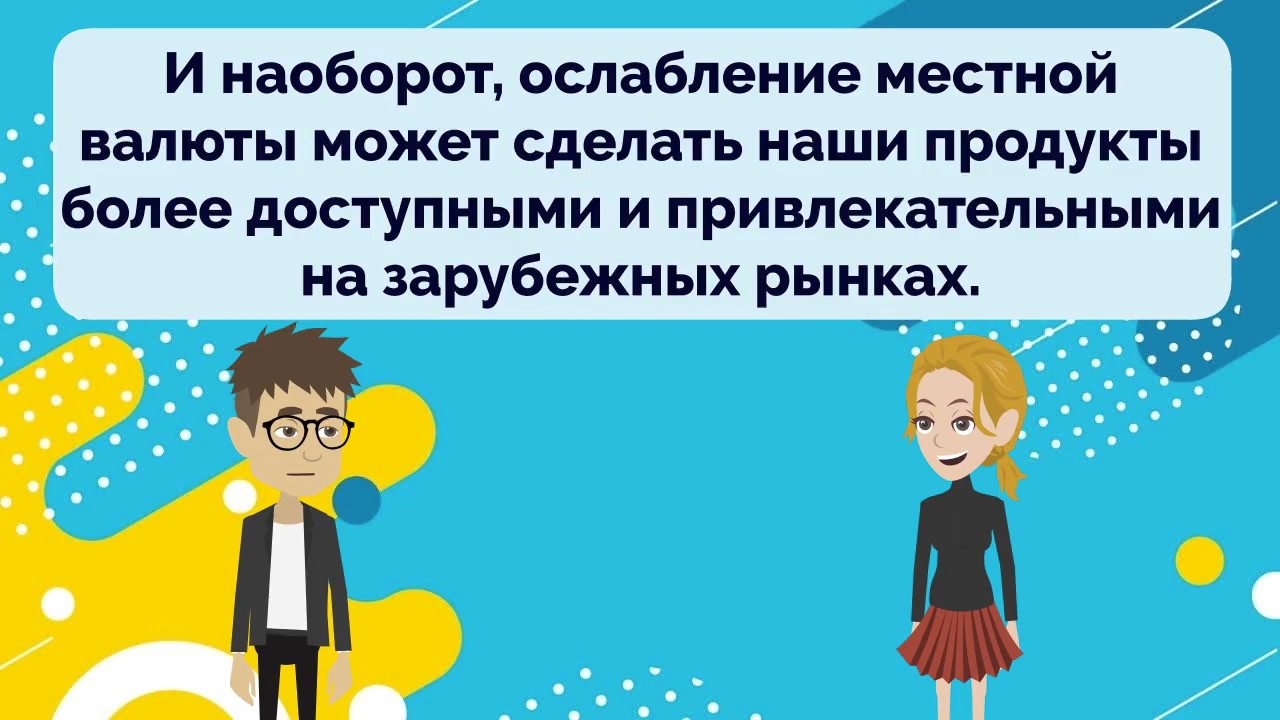 И наоборот, ослабление местной
валюты может сделать наши продукты
более доступными и привлекательными
на зарубежных рынках.